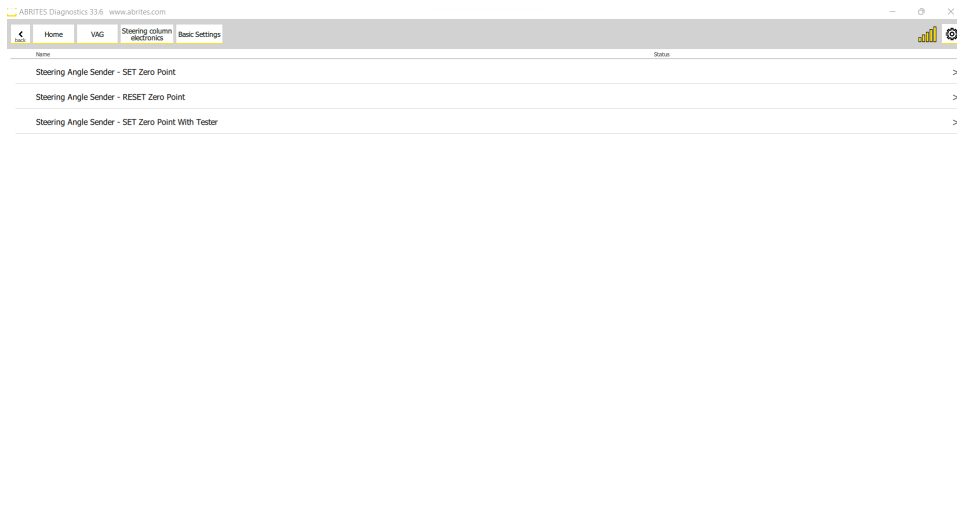 ABRITES Diagnostics 33.6 www.abrites.com
back
Home
VAG
Steering column
electronics
Basic Settings
Name
Status
Steering Angle Sender - SET Zero Point
Steering Angle Sender - RESET Zero Point
Steering Angle Sender - SET Zero Point With Tester